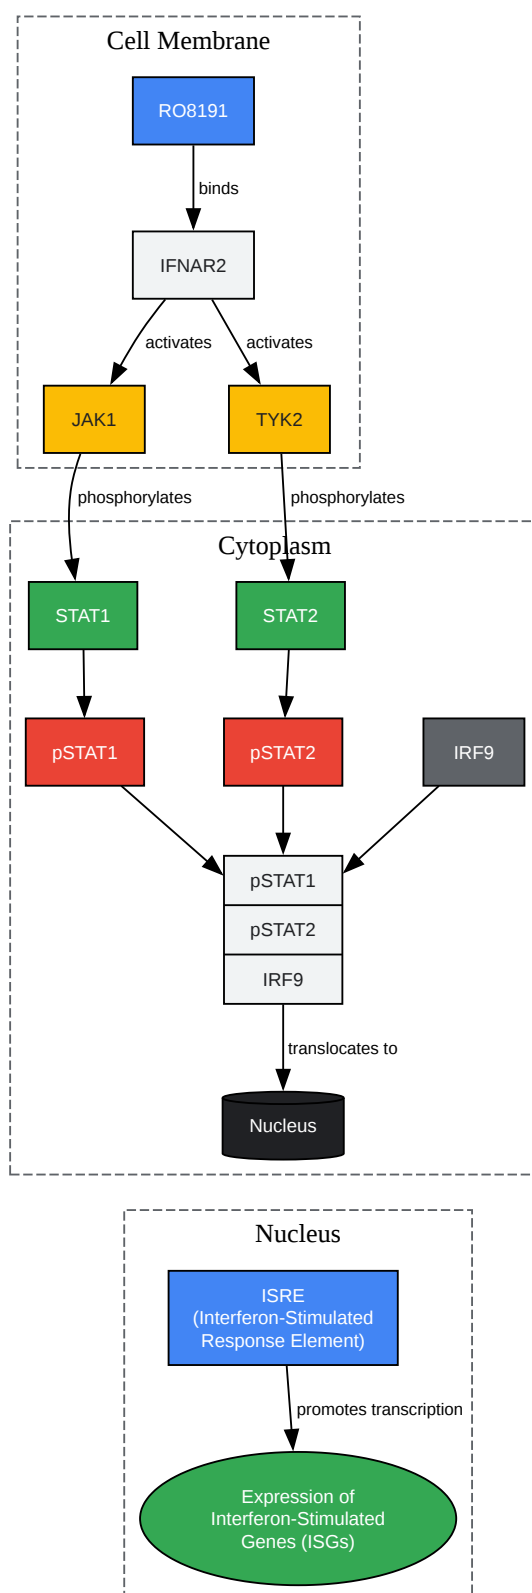 Cell Membrane
RO8191
binds
IFNAR2
activates
activates
JAK1
TYK2
phosphorylates
phosphorylates
Cytoplasm
STAT1
STAT2
pSTAT1
pSTAT2
IRF9
pSTAT1
pSTAT2
IRF9
translocates to
Nucleus
Nucleus
ISRE
(Interferon-Stimulated
Response Element)
promotes transcription
Expression of
Interferon-Stimulated
Genes (ISGs)